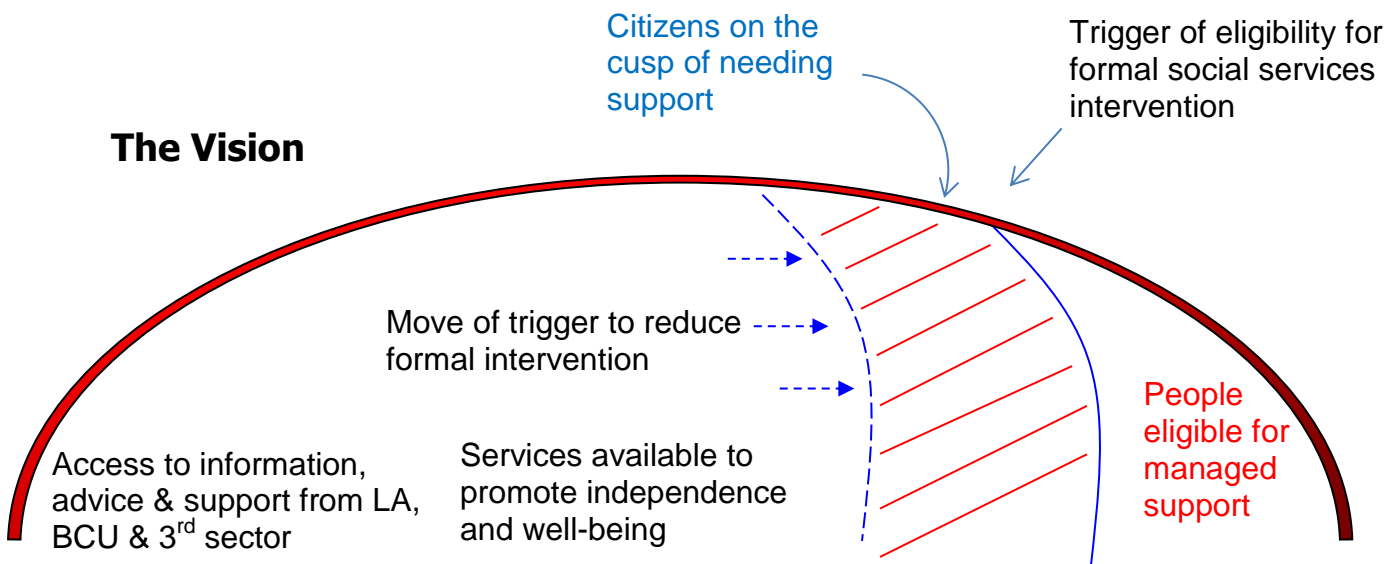 Citizens on the
cusp of needing
support
Trigger of eligibility for
formal social services
intervention
The Vision
Move of trigger to reduce
formal intervention
Access to information,
advice & support from LA,
BCU & 3rd sector
Services available to
promote independence
and well-being
People
eligible for
managed
support